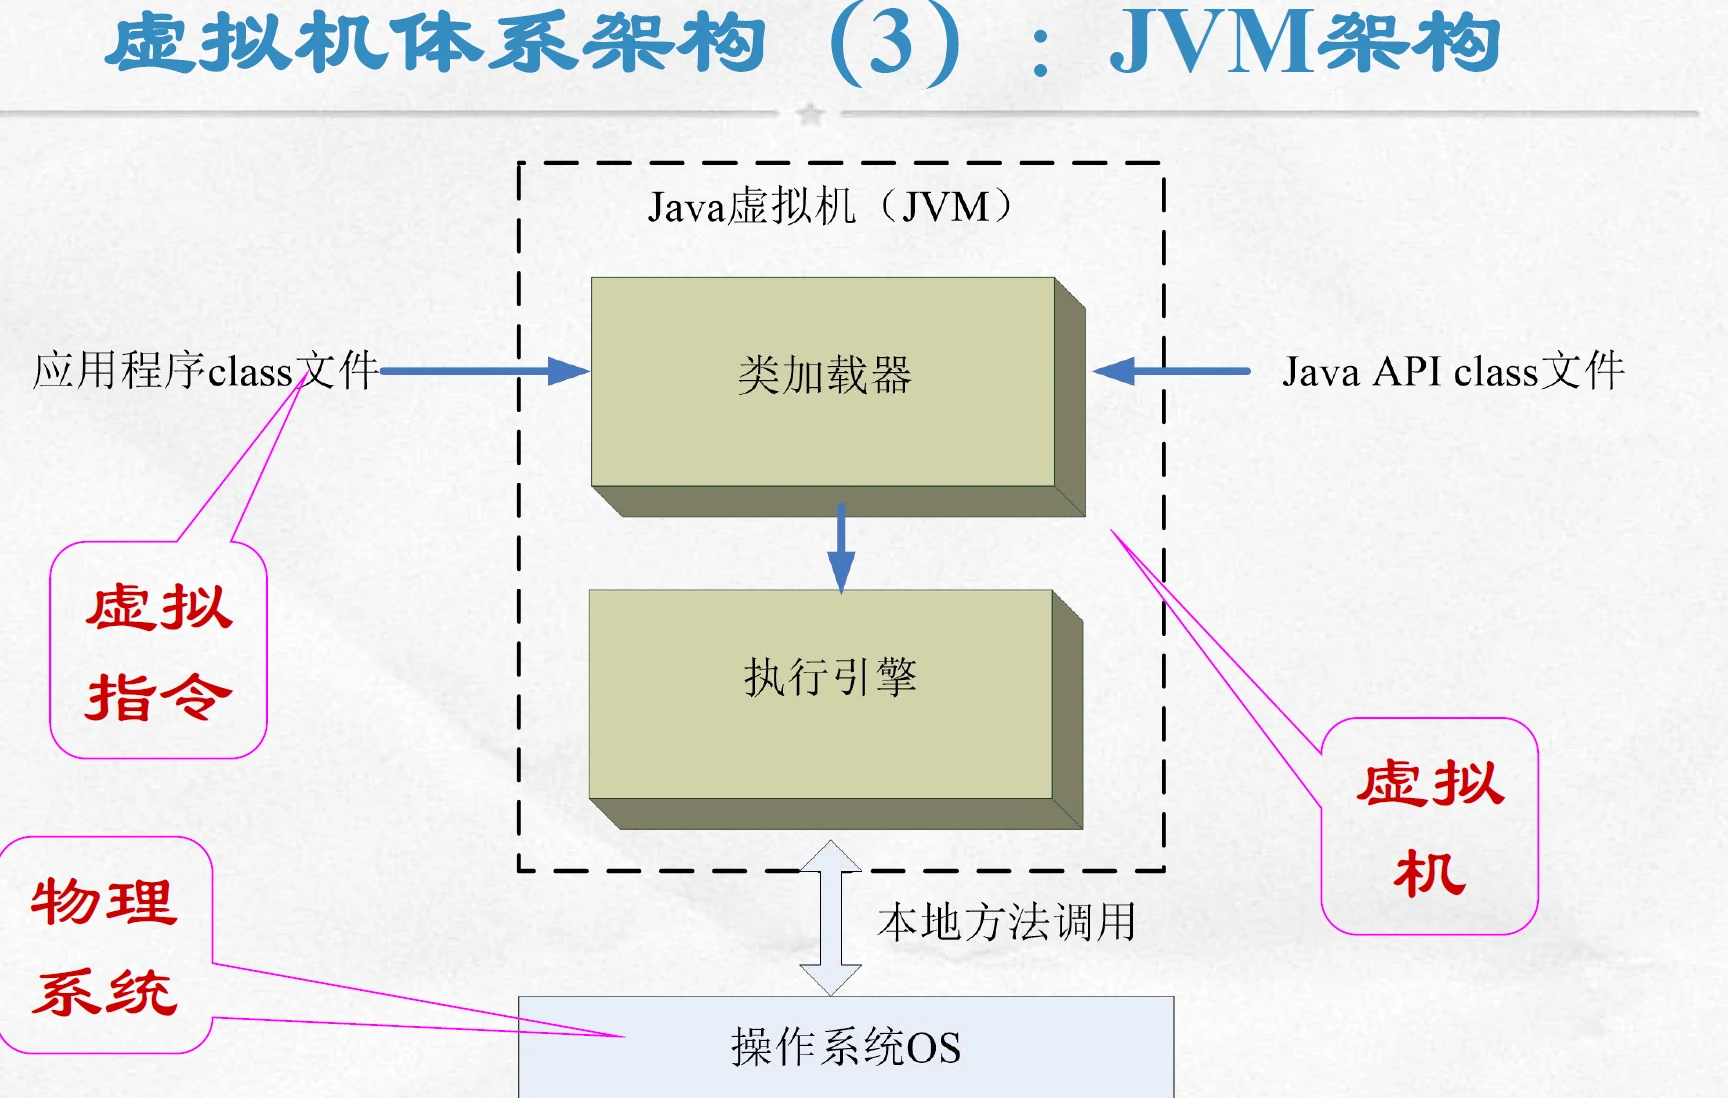 虚拟机体系架构（3）：JVM架构
Java虚拟机（JVM）
应用程序class文件
类加载器
Java API class文件
虚拟
指令
执行引擎
虚拟
机
物理
系统
本地方法调用
操作系统OS